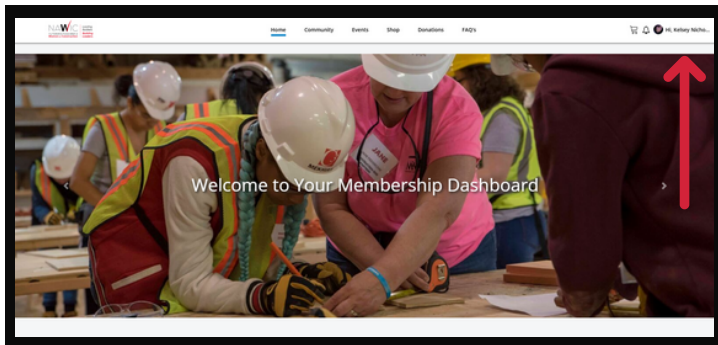 NAWIC
Home Community Events Shop Donations FAQ's
Hi, Kelsey Nicho...
JANE
Welcome to Your Membership Dashboard